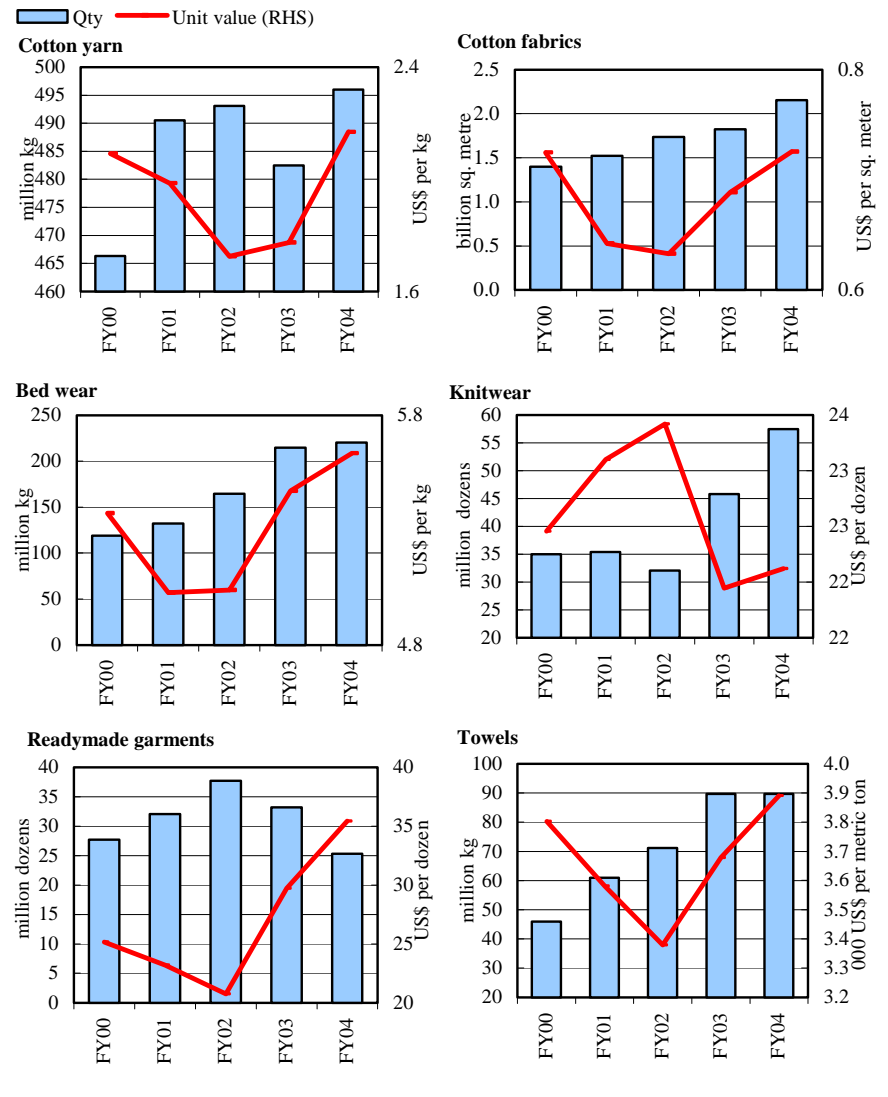 Qty Unit value (RHS)
Cotton yarn
500
495
490
485
480
475
470
465
460
million kg
2.4
1.6
US$ per kg
FY00 FY01 FY02 FY03 FY04
Cotton fabrics
2.5
2.0
1.5
1.0
0.5
0.0
billion sq. metre
0.8
0.6
US$ per sq. meter
FY00 FY01 FY02 FY03 FY04
Bed wear
250
200
150
100
50
0
million kg
5.8
4.8
US$ per kg
FY00 FY01 FY02 FY03 FY04
Knitwear
60
55
50
45
40
35
30
25
20
million dozens
24
23
23
22
22
US$ per dozen
FY00 FY01 FY02 FY03 FY04
Readymade garments
40
35
30
25
20
15
10
5
0
million dozens
40
35
30
25
20
US$ per dozen
FY00 FY01 FY02 FY03 FY04
Towels
100
90
80
70
60
50
40
30
20
million kg
4.0
3.9
3.8
3.7
3.6
3.5
3.4
3.3
3.2
000 US$ per metric ton
FY00 FY01 FY02 FY03 FY04